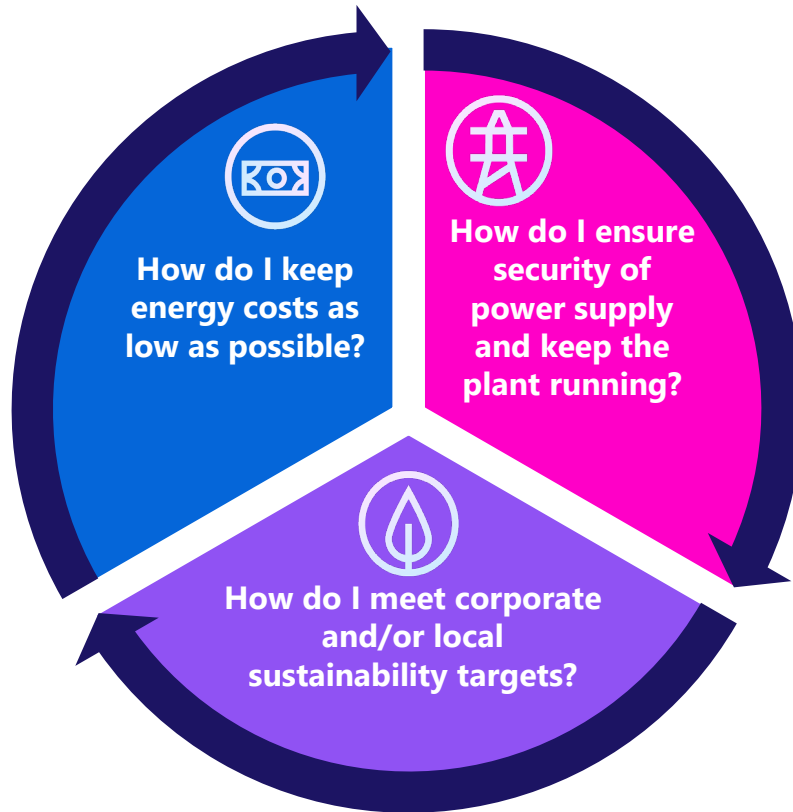 How do I keep
energy costs as
low as possible?
How do I ensure
security of
power supply
and keep the
plant running?
How do I meet corporate
and/or local
sustainability targets?